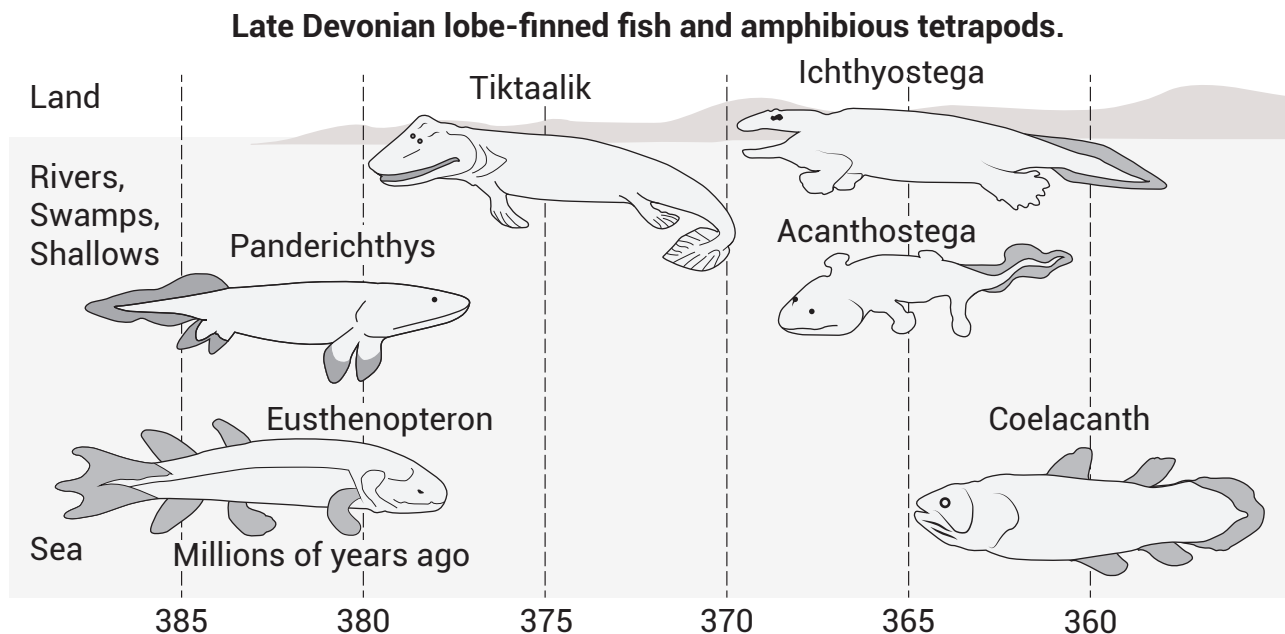 Late Devonian lobe-finned fish and amphibious tetrapods.
Land
Tiktaalik
Ichthyostega
Rivers,
Swamps,
Shallows
Panderichthys
Acanthostega
Eusthenopteron
Coelacanth
Sea
Millions of years ago
385
380
375
370
365
360